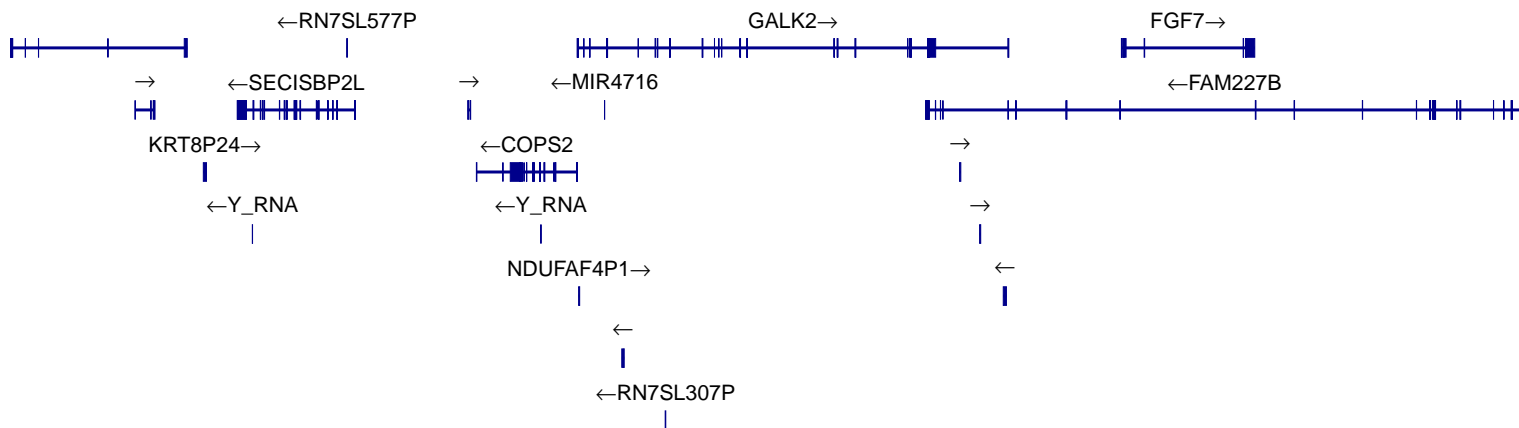 ←RN7SL577P GALK2→ FGF7→
→ ←SECISBP2L → ←MIR4716 ←FAM227B
KRT8P24→ ←COPS2 →
←Y_RNA ←Y_RNA →
NDUFAF4P1→ ←
←
←RN7SL307P